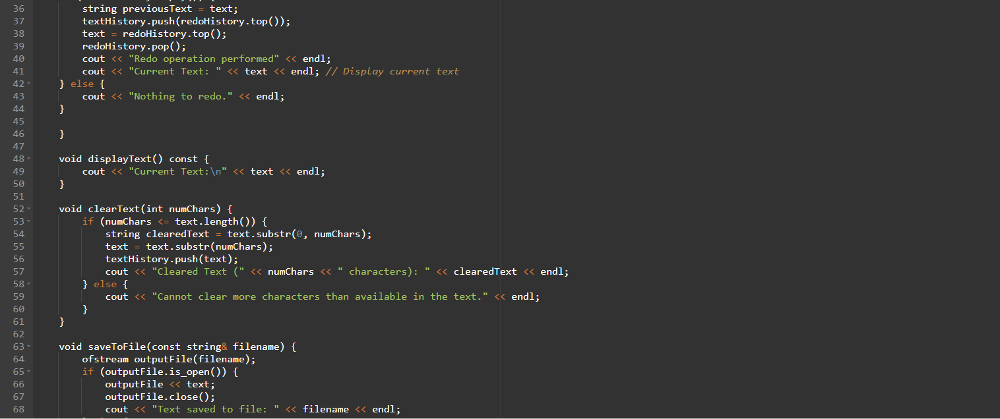 36 string previousText = text;
37 textHistory.push(redoHistory.top());
38 text = redoHistory.top();
39 redoHistory.pop();
40 cout << "Redo operation performed" << endl;
41 cout << "Current Text: " << text << endl; // Display current text
42 } else {
43 cout << "Nothing to redo." << endl;
44 }
45
46 }
47
48 void displayText() const {
49 cout << "Current Text:\n" << text << endl;
50 }
51
52 void clearText(int numChars) {
53 if (numChars <= text.length()) {
54 string clearedText = text.substr(0, numChars);
55 text = text.substr(numChars);
56 textHistory.push(text);
57 cout << "Cleared Text (" << numChars << " characters): " << clearedText << endl;
58 } else {
59 cout << "Cannot clear more characters than available in the text." << endl;
60 }
61 }
62
63 void saveToFile(const string& filename) {
64 ofstream outputFile(filename);
65 if (outputFile.is_open()) {
66 outputFile << text;
67 outputFile.close();
68 cout << "Text saved to file: " << filename << endl;